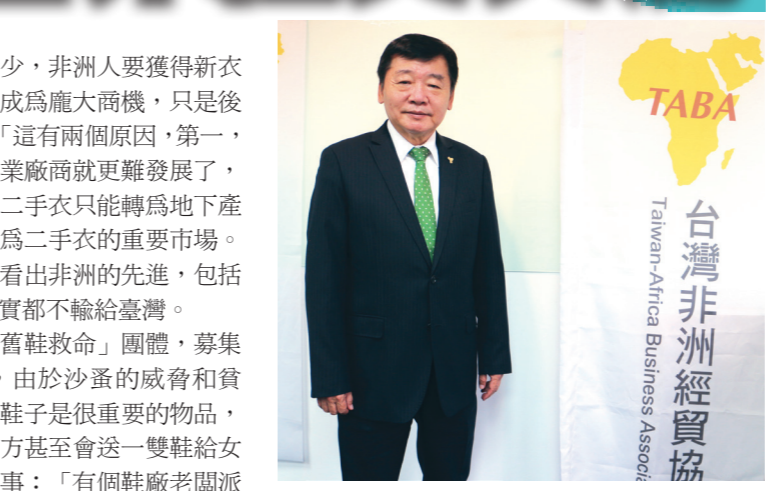 少，非洲人要獲得新衣
成爲龐大商機，只是後
「這有兩個原因，第一，
業廠商就更難發展了，
二手衣只能轉爲地下產
爲二手衣的重要市場。
看出非洲的先進，包括
實都不輸給臺灣。
舊鞋救命」團體，募集
由於沙蚤的威脅和貧
鞋子是很重要的物品，
方甚至會送一雙鞋給女
事：「有個鞋廠老闆派
TABA
台灣非洲經貿協
Taiwan-Africa Business Associa